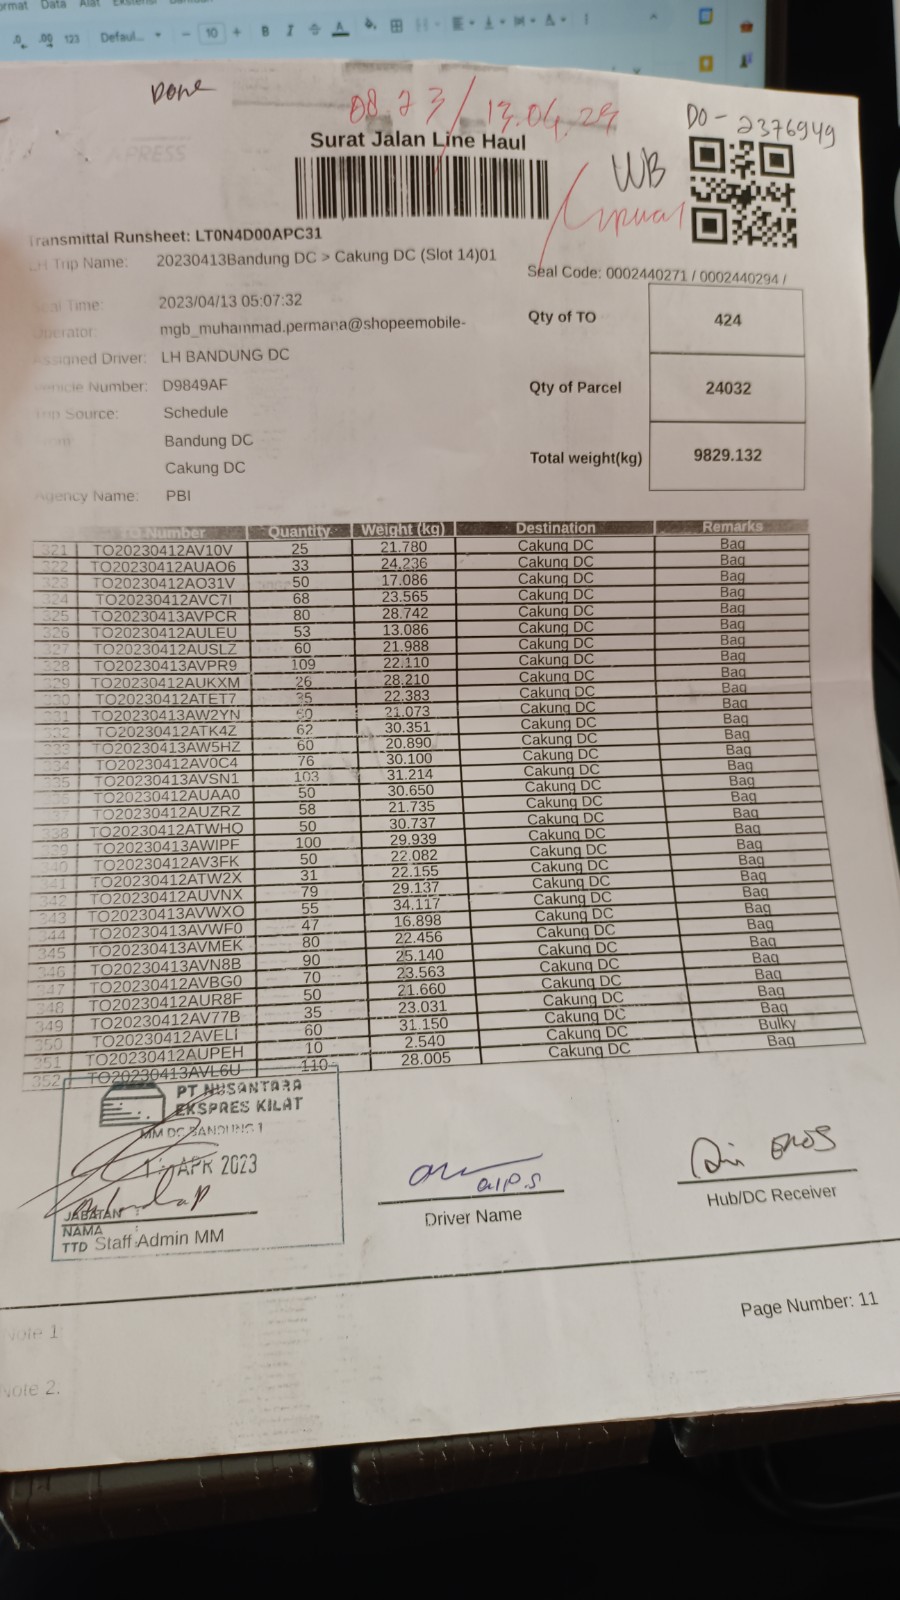 Data Alat
.0 .00 123 Defaul... − 10 + B I A
Done
08.23 / 13.04.23
DO - 2376949
Surat Jalan Line Haul
WB
Transmittal Runsheet: LT0N4D00APC31
LH Trip Name: 20230413Bandung DC > Cakung DC (Slot 14)01
Seal Code: 0002440271 / 0002440294 /
Seal Time: 2023/04/13 05:07:32
Operator: mgb_muhammad.permana@shopeemobile-
Assigned Driver: LH BANDUNG DC
Vehicle Number: D9849AF
Trip Source: Schedule
Bandung DC
Cakung DC
Agency Name: PBI
Qty of TO 424
Qty of Parcel 24032
Total weight(kg) 9829.132
TO Number Quantity Weight (kg) Destination Remarks
321 TO20230412AV10V 25 21.780 Cakung DC Bag
322 TO20230412AUAO6 33 24.236 Cakung DC Bag
323 TO20230412AO31V 50 17.086 Cakung DC Bag
324 TO20230412AVC7I 68 23.565 Cakung DC Bag
325 TO20230413AVPCR 80 28.742 Cakung DC Bag
326 TO20230412AULEU 53 13.086 Cakung DC Bag
327 TO20230412AUSLZ 60 21.988 Cakung DC Bag
328 TO20230413AVPR9 109 22.110 Cakung DC Bag
329 TO20230412AUKXM 26 28.210 Cakung DC Bag
330 TO20230412ATET7 35 22.383 Cakung DC Bag
331 TO20230413AW2YN 50 21.073 Cakung DC Bag
332 TO20230412ATK4Z 62 30.351 Cakung DC Bag
333 TO20230413AW5HZ 60 20.890 Cakung DC Bag
334 TO20230412AV0C4 76 30.100 Cakung DC Bag
335 TO20230413AVSN1 103 31.214 Cakung DC Bag
TO20230412AUAA0 50 30.650 Cakung DC Bag
TO20230412AUZRZ 58 21.735 Cakung DC Bag
338 TO20230412ATWHO 50 30.737 Cakung DC Bag
339 TO20230413AWIPF 100 29.939 Cakung DC Bag
340 TO20230412AV3FK 50 22.082 Cakung DC Bag
341 TO20230412ATW2X 31 22.155 Cakung DC Bag
342 TO20230412AUVNX 79 29.137 Cakung DC Bag
343 TO20230413AVWXO 55 34.117 Cakung DC Bag
344 TO20230413AVWF0 47 16.898 Cakung DC Bag
345 TO20230413AVMEK 80 22.456 Cakung DC Bag
346 TO20230413AVN8B 90 25.140 Cakung DC Bag
347 TO20230412AVBG0 70 23.563 Cakung DC Bag
348 TO20230412AUR8F 50 21.660 Cakung DC Bag
349 TO20230412AV77B 35 23.031 Cakung DC Bag
350 TO20230412AVELI 60 31.150 Cakung DC Bag
351 TO20230412AUPEH 10 2.540 Cakung DC Bulky
352 TO20230413AVL6U 110 28.005 Cakung DC Bag
PT NUSANTARA
EKSPRES KILAT
MM DC BANDUNG 1
APR 2023
JABATAN :
NAMA :
TTD Staff Admin MM
Driver Name
Hub/DC Receiver
Page Number: 11
Note 1
Note 2.